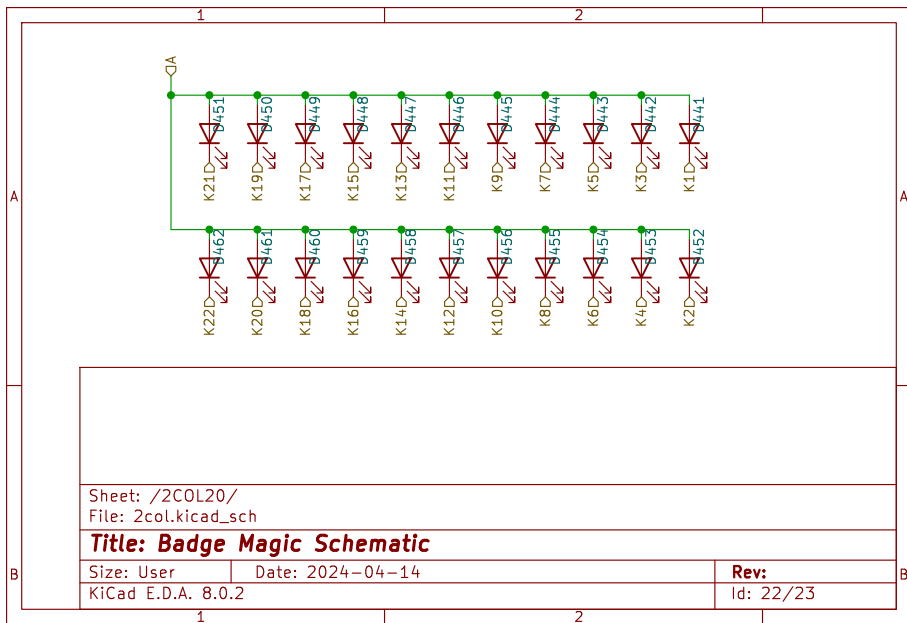 1 2
A
D451 D450 D449 D448 D447 D446 D445 D444 D443 D442 D441
K21 K19 K17 K15 K13 K11 K9 K7 K5 K3 K1
A A
D462 D461 D460 D459 D458 D457 D456 D455 D454 D453 D452
K22 K20 K18 K16 K14 K12 K10 K8 K6 K4 K2
Sheet: /2COL20/
File: 2col.kicad_sch
Title: Badge Magic Schematic
B B
Size: User Date: 2024-04-14 Rev:
KiCad E.D.A. 8.0.2 Id: 22/23
1 2